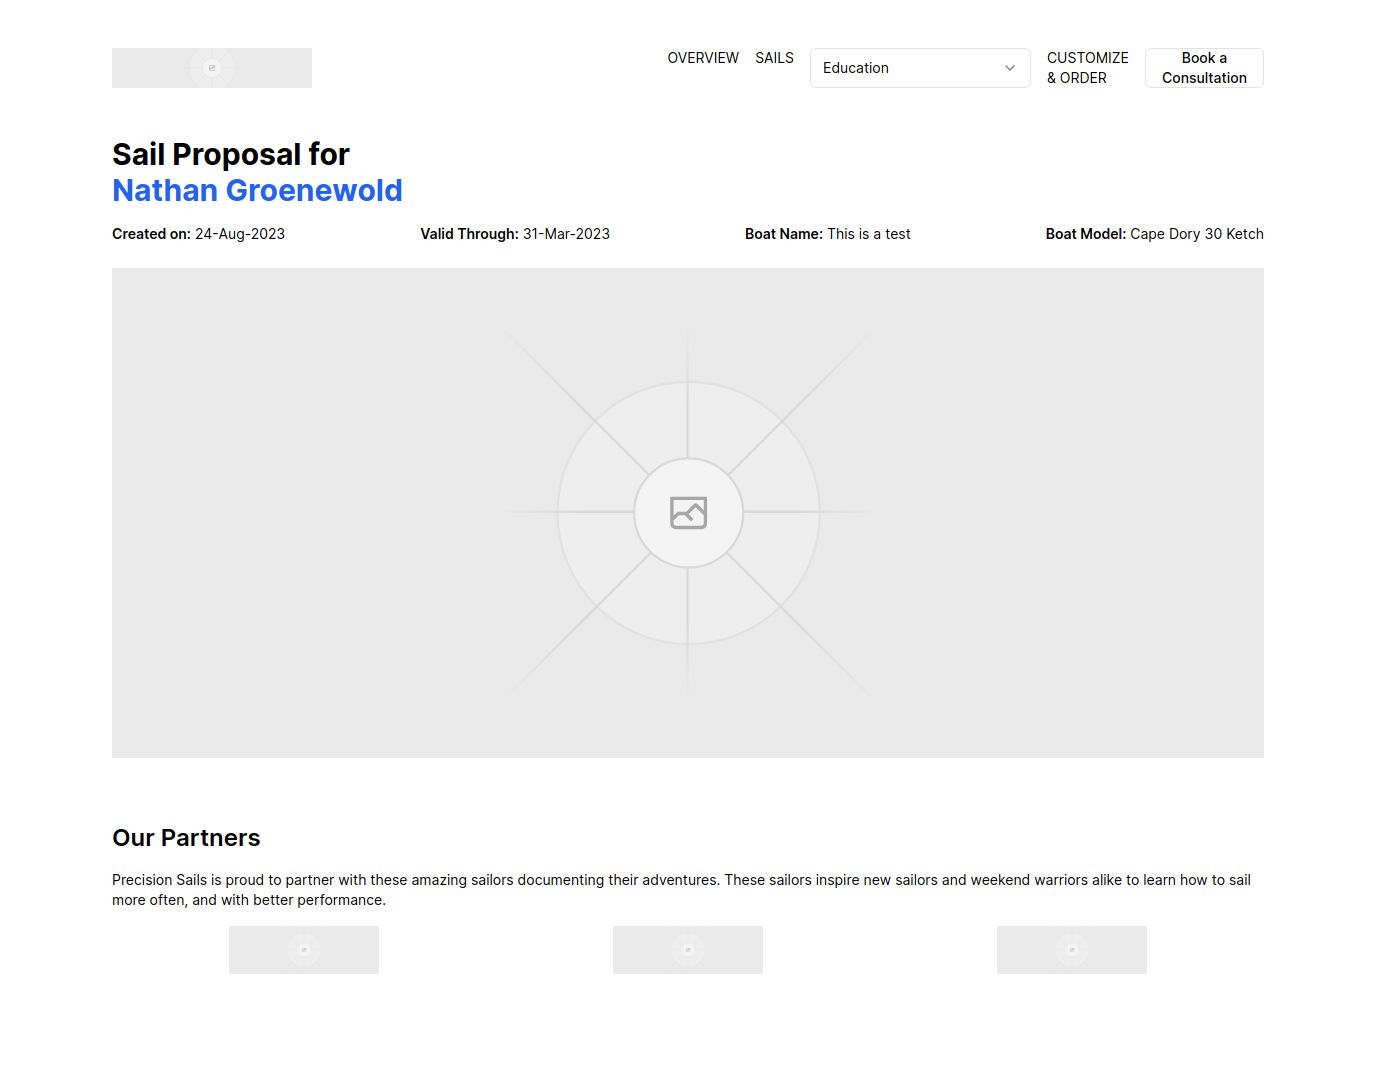 OVERVIEW SAILS Education CUSTOMIZE & ORDER Book a Consultation
Sail Proposal for
Nathan Groenewold
Created on: 24-Aug-2023 Valid Through: 31-Mar-2023 Boat Name: This is a test Boat Model: Cape Dory 30 Ketch
Our Partners
Precision Sails is proud to partner with these amazing sailors documenting their adventures. These sailors inspire new sailors and weekend warriors alike to learn how to sail
more often, and with better performance.